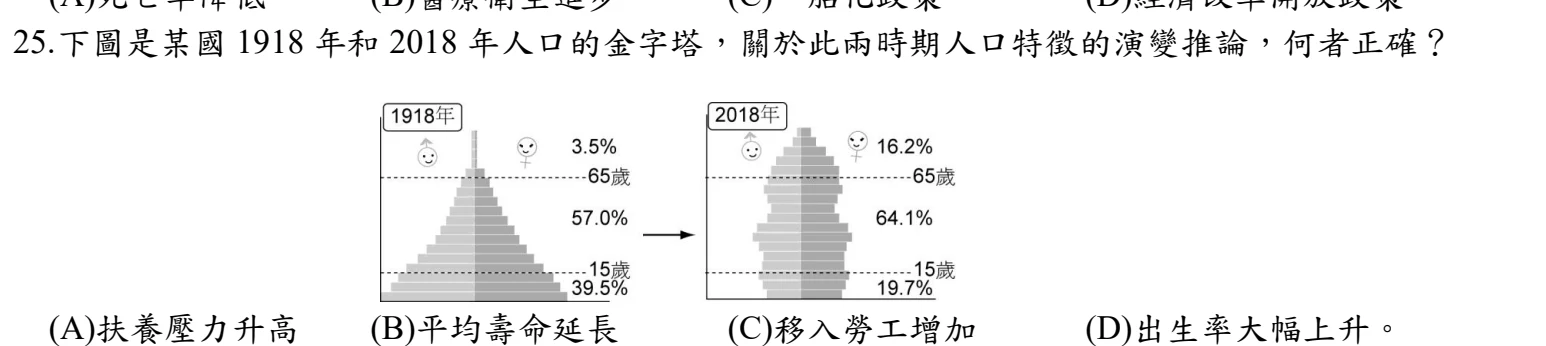 (A)死亡率降低 (B)醫療衛生進步 (C)一胎化政策 (D)經濟改革開放政策
25.下圖是某國 1918 年和 2018 年人口的金字塔，關於此兩時期人口特徵的演變推論，何者正確？
1918年
3.5%
65歲
57.0%
15歲
39.5%
2018年
16.2%
65歲
64.1%
15歲
19.7%
(A)扶養壓力升高 (B)平均壽命延長 (C)移入勞工增加 (D)出生率大幅上升。